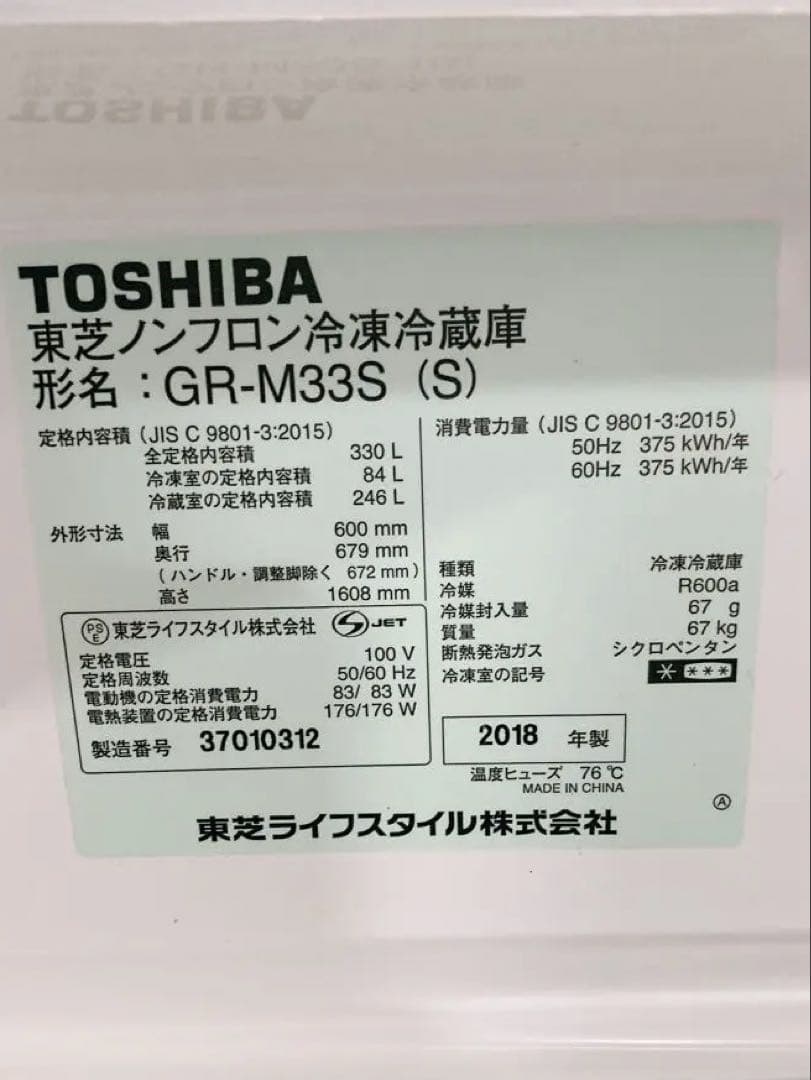 TOSHIBA
東芝ノンフロン冷凍冷蔵庫
形名：GR-M33S（S）
定格内容積（JIS C 9801-3:2015）
全定格内容積 330 L
冷凍室の定格内容積 84 L
冷蔵室の定格内容積 246 L
外形寸法 幅 600 mm
奥行 679 mm
（ハンドル・調整脚除く 672 mm）
高さ 1608 mm
PSE 東芝ライフスタイル株式会社 S JET
定格電圧 100 V
定格周波数 50/60 Hz
電動機の定格消費電力 83/ 83 W
電熱装置の定格消費電力 176/176 W
製造番号 37010312
消費電力量（JIS C 9801-3:2015）
50Hz 375 kWh/年
60Hz 375 kWh/年
種類 冷凍冷蔵庫
冷媒 R600a
冷媒封入量 67 g
質量 67 kg
断熱発泡ガス シクロペンタン
冷凍室の記号 * ***
2018 年製
温度ヒューズ 76 ℃
MADE IN CHINA
Ⓐ
東芝ライフスタイル株式会社